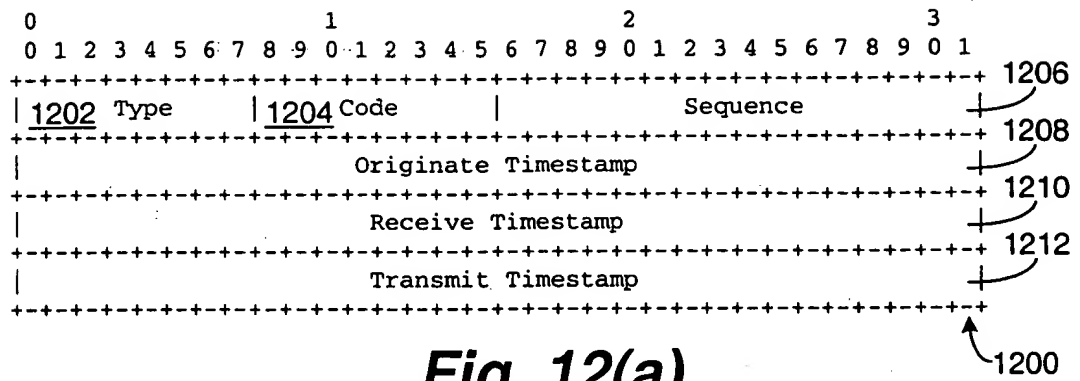 0 1 2 3
0 1 2 3 4 5 6 7 8 9 0 1 2 3 4 5 6 7 8 9 0 1 2 3 4 5 6 7 8 9 0 1
+-+-+-+-+-+-+-+-+-+-+-+-+-+-+-+-+-+-+-+-+-+-+-+-+-+-+-+-+-+-+-+-+ 1206
| 1202 Type | 1204 Code | Sequence |
+-+-+-+-+-+-+-+-+-+-+-+-+-+-+-+-+-+-+-+-+-+-+-+-+-+-+-+-+-+-+-+-+ 1208
| Originate Timestamp |
+-+-+-+-+-+-+-+-+-+-+-+-+-+-+-+-+-+-+-+-+-+-+-+-+-+-+-+-+-+-+-+-+ 1210
| Receive Timestamp |
+-+-+-+-+-+-+-+-+-+-+-+-+-+-+-+-+-+-+-+-+-+-+-+-+-+-+-+-+-+-+-+-+ 1212
| Transmit Timestamp |
+-+-+-+-+-+-+-+-+-+-+-+-+-+-+-+-+-+-+-+-+-+-+-+-+-+-+-+-+-+-+-+-+
1200
Fig. 12(a)